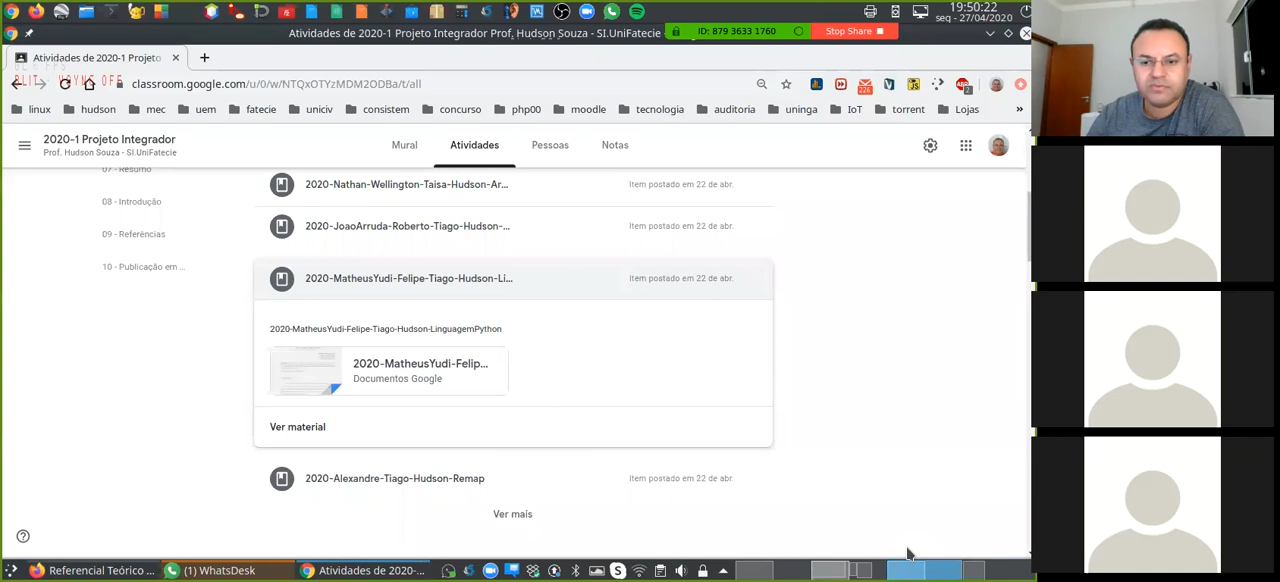 19:50:22
seg - 27/04/2020
Atividades de 2020-1 Projeto Integrador Prof. Hudson Souza - SI.UniFatecie -
ID: 879 3633 1760
Stop Share
Atividades de 2020-1 Projeto
classroom.google.com/u/0/w/NTQxOTYzMDM2ODBa/t/all
226
2
linux hudson mec uem fatecie univic consistem concurso php00 moodle tecnologia auditoria uninga IoT torrent Lojas »
2020-1 Projeto Integrador
Prof. Hudson Souza - SI.UniFatecie
Mural Atividades Pessoas Notas
07 - Resumo
08 - Introdução
09 - Referências
10 - Publicação em ...
2020-Nathan-Wellington-Taisa-Hudson-Ar... Item postado em 22 de abr.
2020-JoaoArruda-Roberto-Tiago-Hudson-... Item postado em 22 de abr.
2020-MatheusYudi-Felipe-Tiago-Hudson-Li... Item postado em 22 de abr.
2020-MatheusYudi-Felipe-Tiago-Hudson-LinguagemPython
2020-MatheusYudi-Felip...
Documentos Google
Ver material
2020-Alexandre-Tiago-Hudson-Remap Item postado em 22 de abr.
Ver mais
Referencial Teórico ... (1) WhatsDesk Atividades de 2020-...